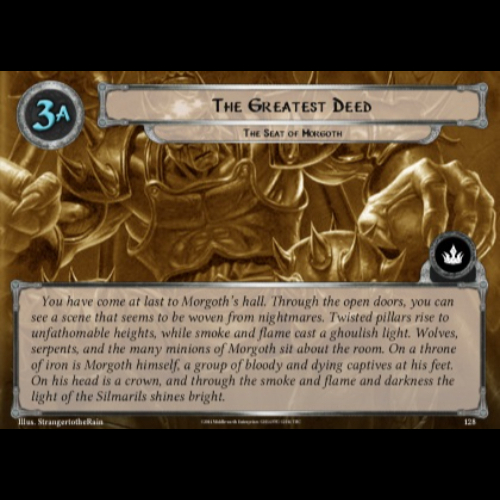 3A
THE GREATEST DEED
THE SEAT OF MORGOTH
You have come at last to Morgoth's hall. Through the open doors, you can
see a scene that seems to be woven from nightmares. Twisted pillars rise to
unfathomable heights, while smoke and flame cast a ghoulish light. Wolves,
serpents, and the many minions of Morgoth sit about the room. On a throne
of iron is Morgoth himself, a group of bloody and dying captives at his feet.
On his head is a crown, and through the smoke and flame and darkness the
light of the Silmarils shines bright.
Illus. StrangertotheRain
128